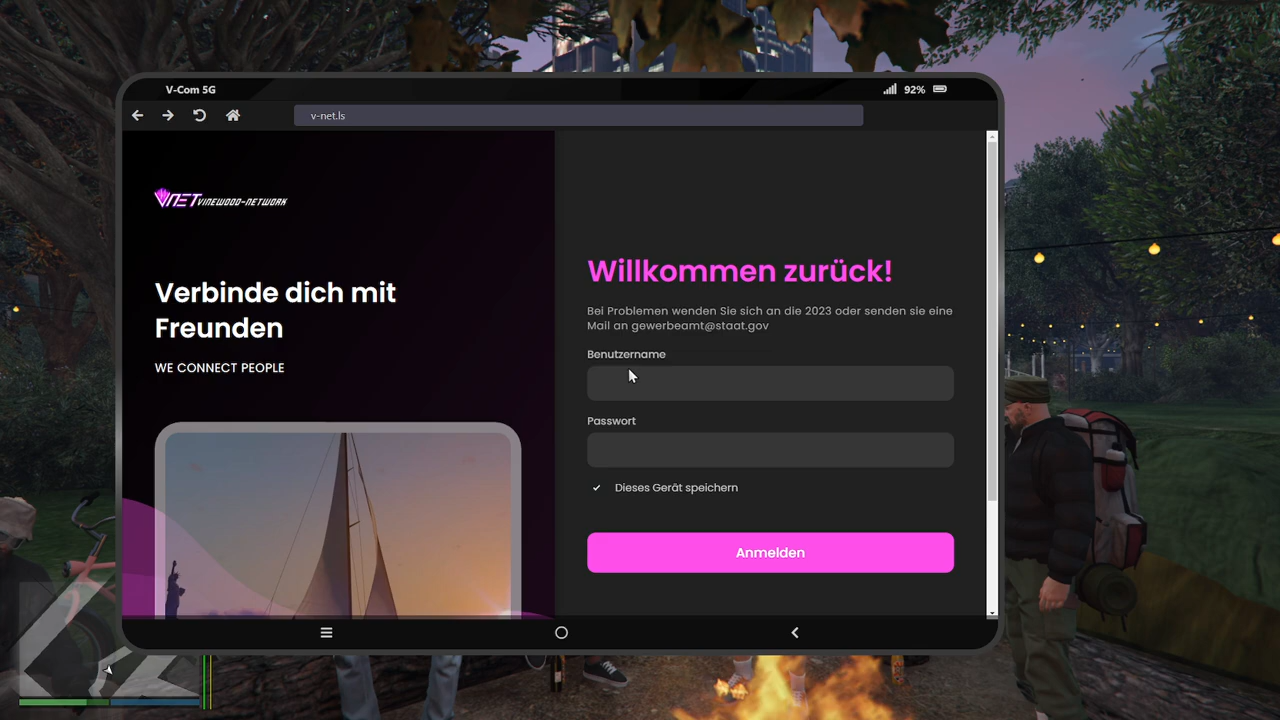 V-Com 5G
92%
v-net.ls
VNET VINEWOOD-NETWORK
Verbinde dich mit
Freunden
WE CONNECT PEOPLE
Willkommen zurück!
Bei Problemen wenden Sie sich an die 2023 oder senden sie eine
Mail an gewerbeamt@staat.gov
Benutzername
Passwort
Dieses Gerät speichern
Anmelden